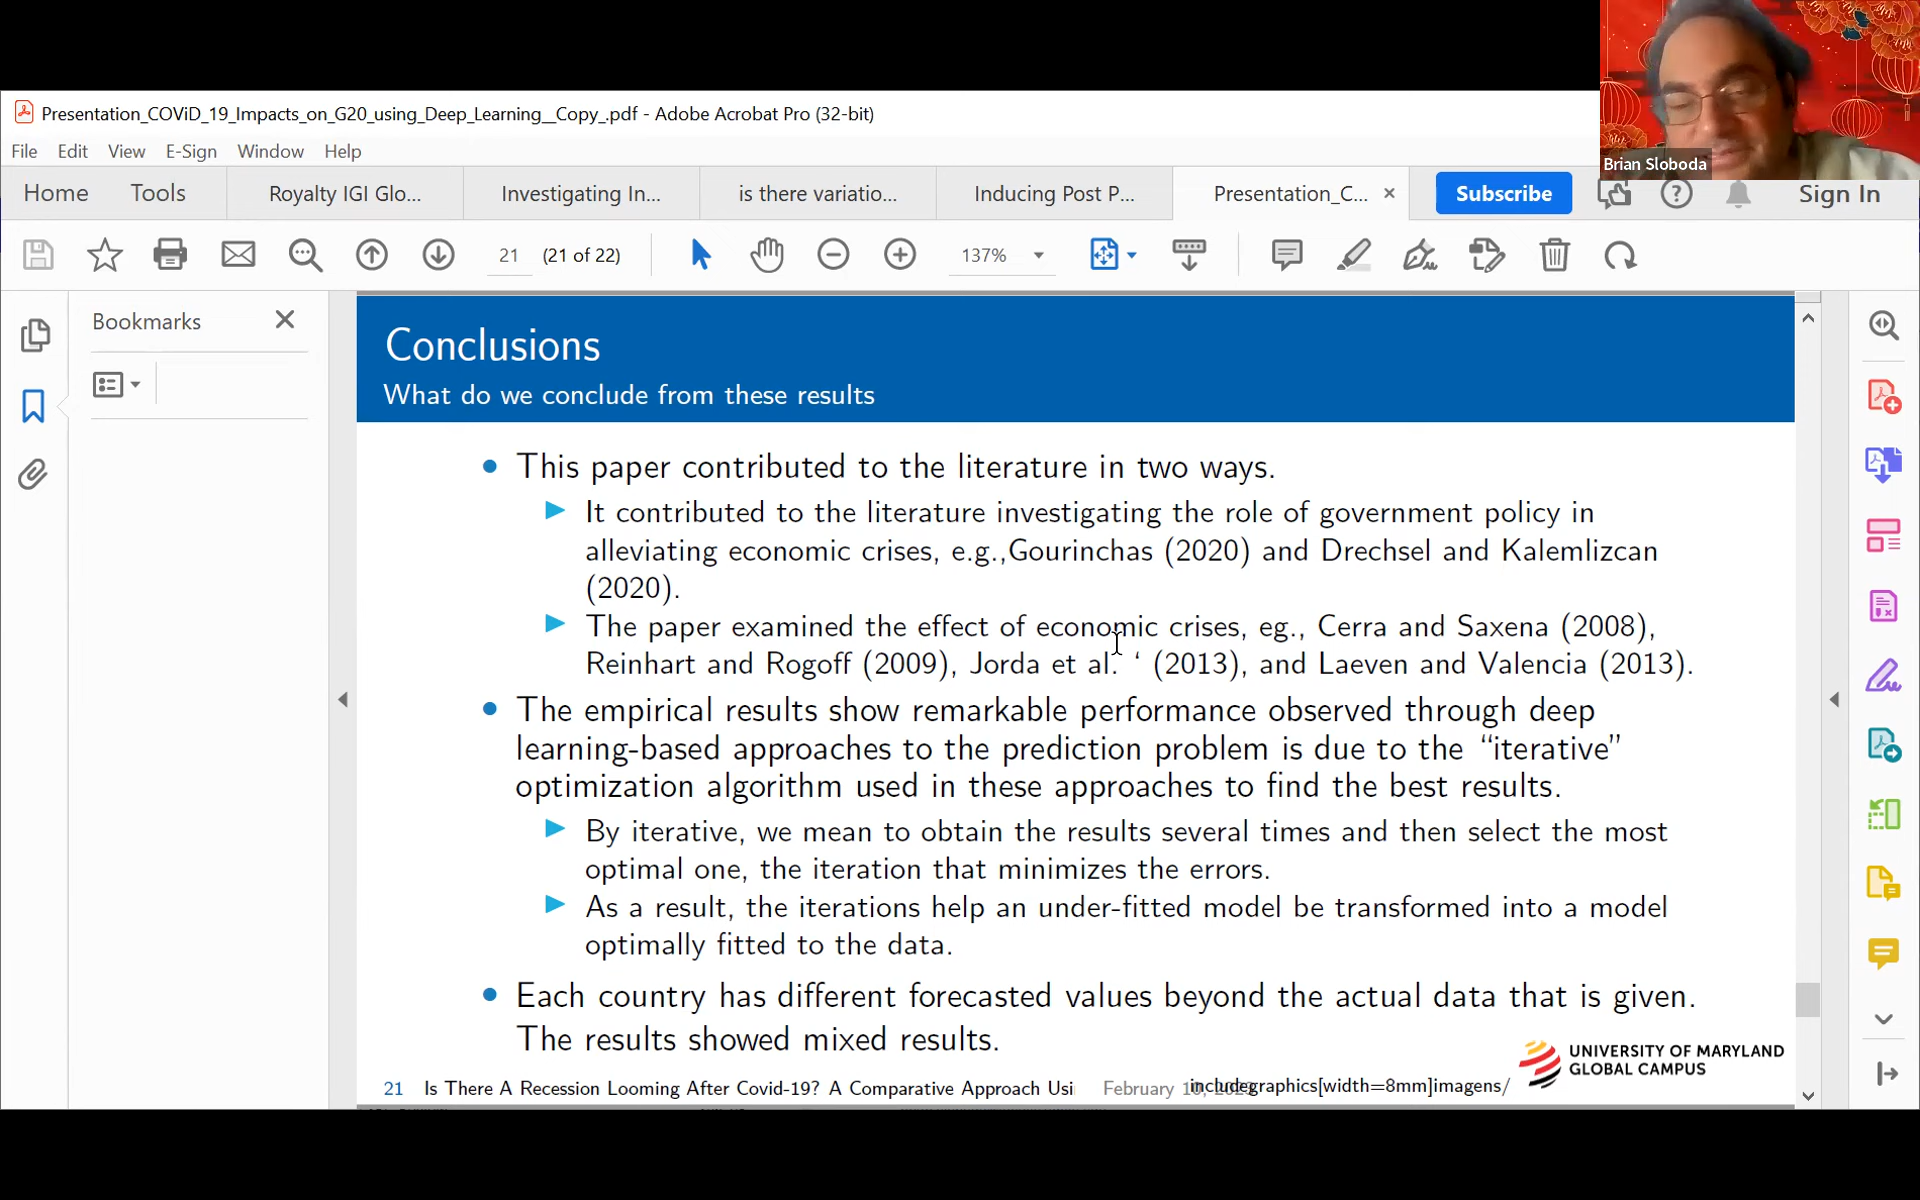 Presentation_COViD_19_Impacts_on_G20_using_Deep_Learning__Copy_.pdf - Adobe Acrobat Pro (32-bit)
Brian Sloboda
File Edit View E-Sign Window Help
Home Tools Royalty IGI Glo... Investigating In... is there variatio... Inducing Post P... Presentation_C... Subscribe Sign In
21 (21 of 22) 137%
Bookmarks
Conclusions
What do we conclude from these results
This paper contributed to the literature in two ways.
It contributed to the literature investigating the role of government policy in
alleviating economic crises, e.g.,Gourinchas (2020) and Drechsel and Kalemlizcan
(2020).
The paper examined the effect of economic crises, eg., Cerra and Saxena (2008),
Reinhart and Rogoff (2009), Jorda et al. ‘ (2013), and Laeven and Valencia (2013).
The empirical results show remarkable performance observed through deep
learning-based approaches to the prediction problem is due to the “iterative”
optimization algorithm used in these approaches to find the best results.
By iterative, we mean to obtain the results several times and then select the most
optimal one, the iteration that minimizes the errors.
As a result, the iterations help an under-fitted model be transformed into a model
optimally fitted to the data.
Each country has different forecasted values beyond the actual data that is given.
The results showed mixed results.
UNIVERSITY OF MARYLAND
GLOBAL CAMPUS
21 Is There A Recession Looming After Covid-19? A Comparative Approach Usi February includegraphics[width=8mm]imagens/